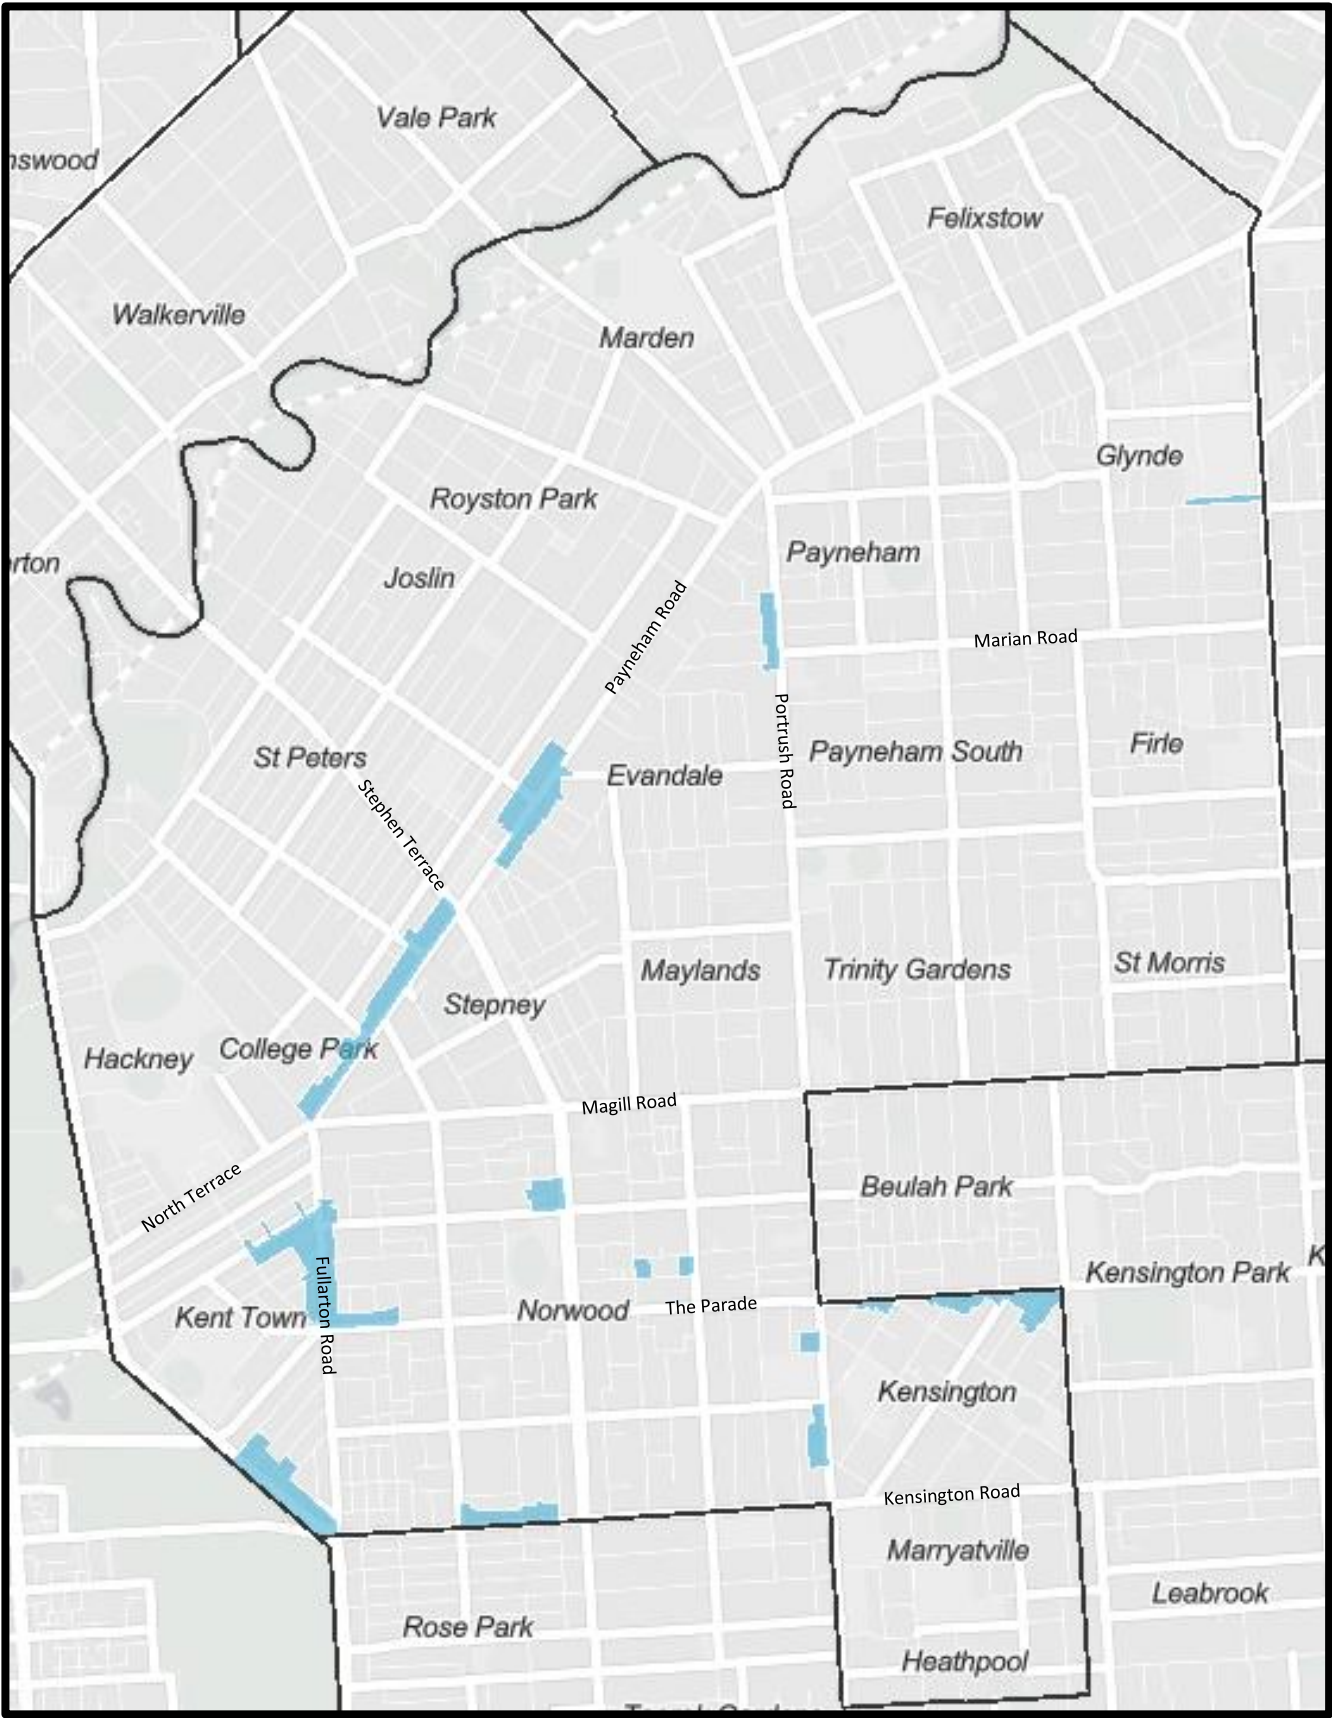 Vale Park
nswood
Felixstow
Walkerville
Marden
Glynde
Royston Park
Payneham
rton
Joslin
Payneham Road
Marian Road
Portrush Road
St Peters
Evandale
Payneham South
Firle
Stephen Terrace
Maylands
Trinity Gardens
St Morris
Stepney
Hackney
College Park
Magill Road
North Terrace
Beulah Park
Fullarton Road
Kensington Park
K
Kent Town
Norwood
The Parade
Kensington
Kensington Road
Marryatville
Leabrook
Rose Park
Heathpool